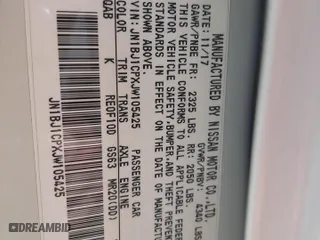 MANUFACTURED BY NISSAN MOTOR CO.,LTD.
DATE: 11/17 GVWR/PNBV: 4340 LBS
GAWR/PNBE FR: 2325 LBS. RR: 2050 LBS.
THIS VEHICLE CONFORMS TO ALL APPLICABLE FEDERAL
MOTOR VEHICLE SAFETY, BUMPER, AND THEFT PREVENTION
STANDARDS IN EFFECT ON THE DATE OF MANUFACTURE
SHOWN ABOVE.
VIN: JN1BJ1CPXJW105425 PASSENGER CAR
COLOR TRIM TRANS AXLE ENGINE
QAB K RE0F10D GS63 MR20(DD)
JN1BJ1CPXJW105425
DREAMBID